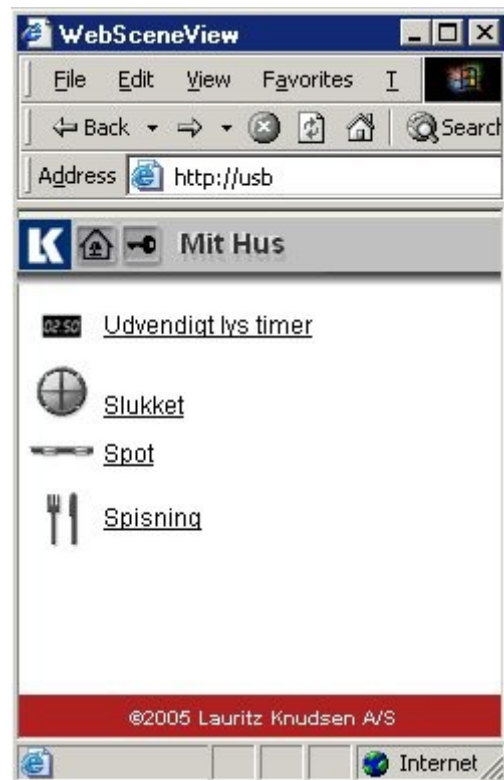 WebSceneView
File Edit View Favorites T
Back Search
Address http://usb
LK Mit Hus
02:50 Udvendigt lys timer
Slukket
Spot
Spisning
©2005 Lauritz Knudsen A/S
Internet